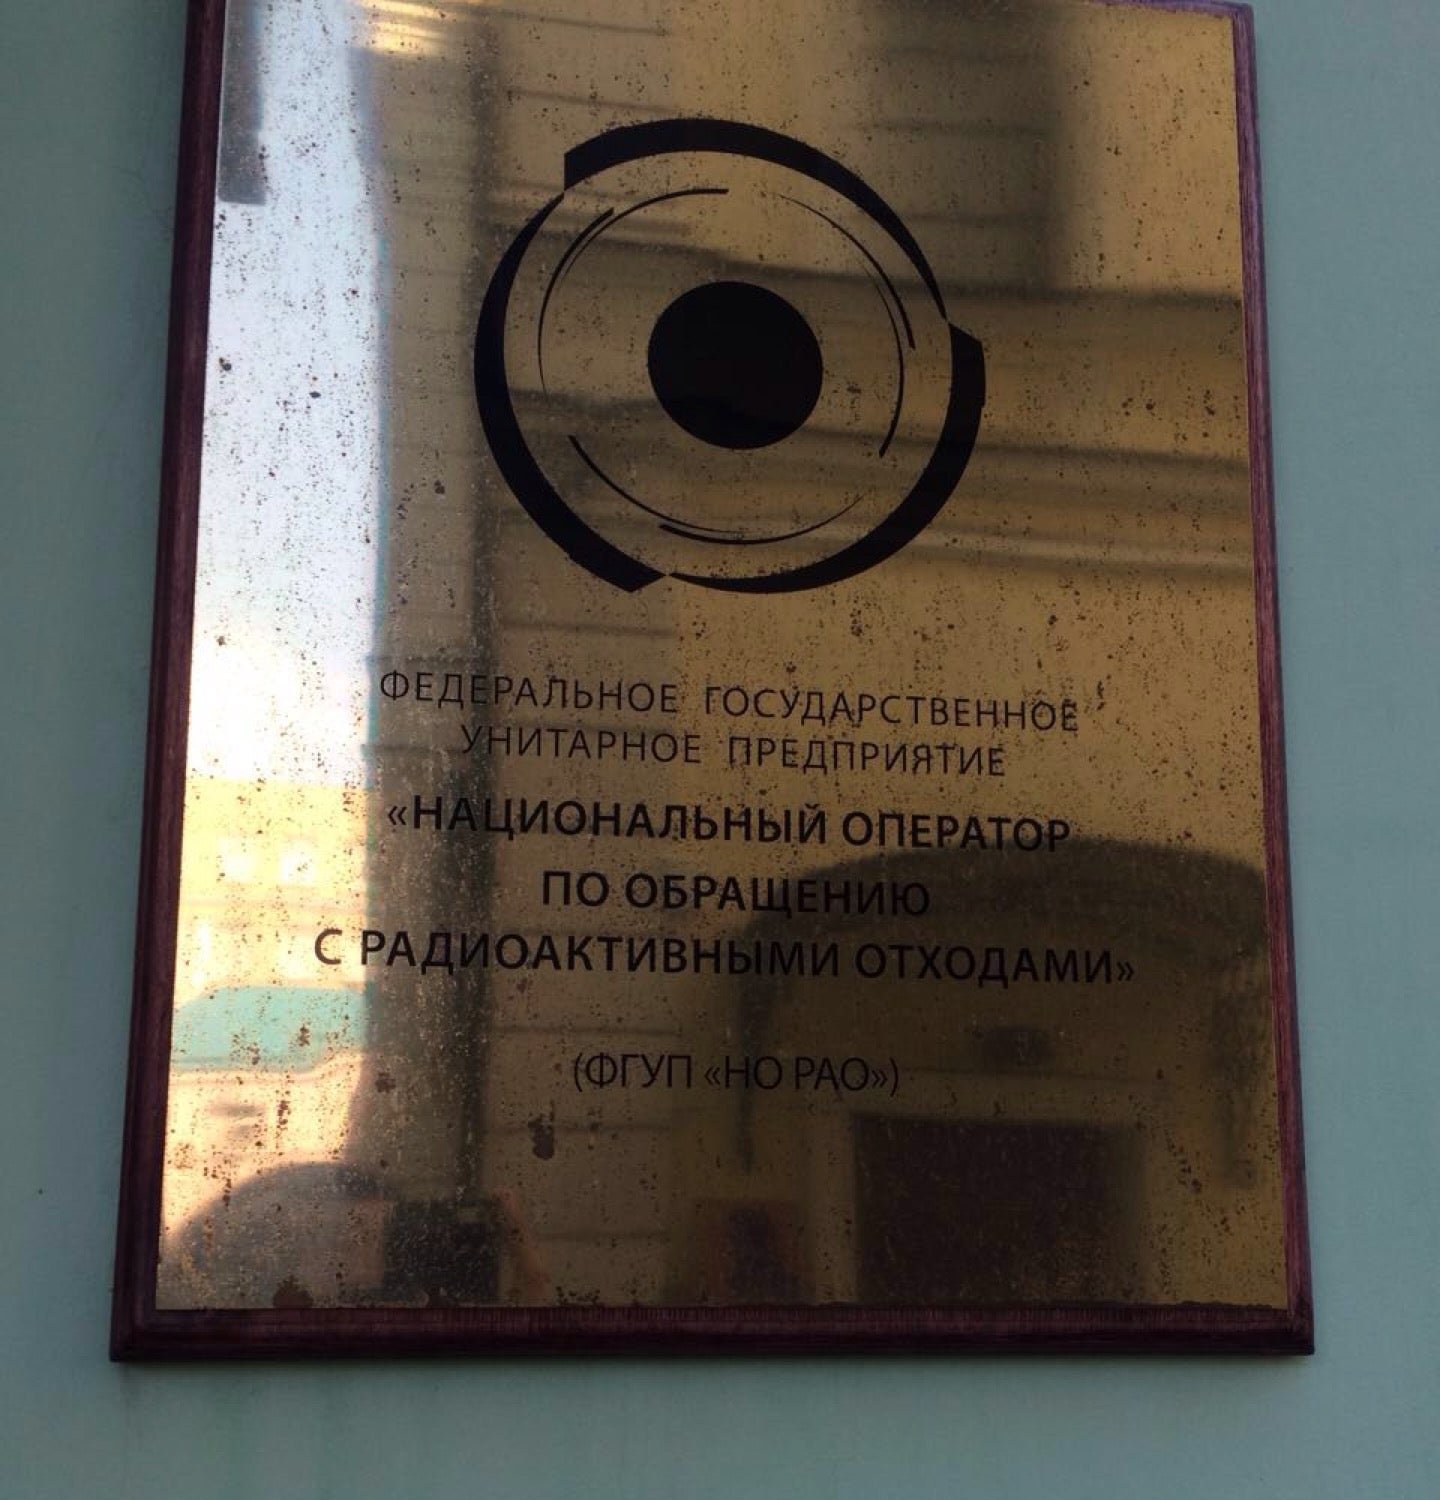 ФЕДЕРАЛЬНОЕ ГОСУДАРСТВЕННОЕ
УНИТАРНОЕ ПРЕДПРИЯТИЕ
«НАЦИОНАЛЬНЫЙ ОПЕРАТОР
ПО ОБРАЩЕНИЮ
С РАДИОАКТИВНЫМИ ОТХОДАМИ»
(ФГУП «НО РАО»)